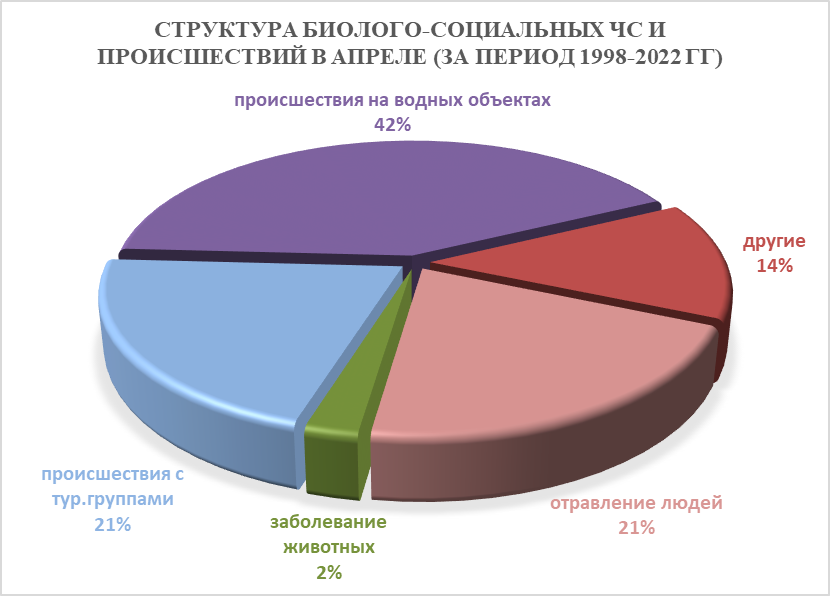 СТРУКТУРА БИОЛОГО-СОЦИАЛЬНЫХ ЧС И
ПРОИСШЕСТВИЙ В АПРЕЛЕ (ЗА ПЕРИОД 1998-2022 ГГ)
происшествия на водных объектах
42%
другие
14%
отравление людей
21%
заболевание
животных
2%
происшествия с
тур.группами
21%